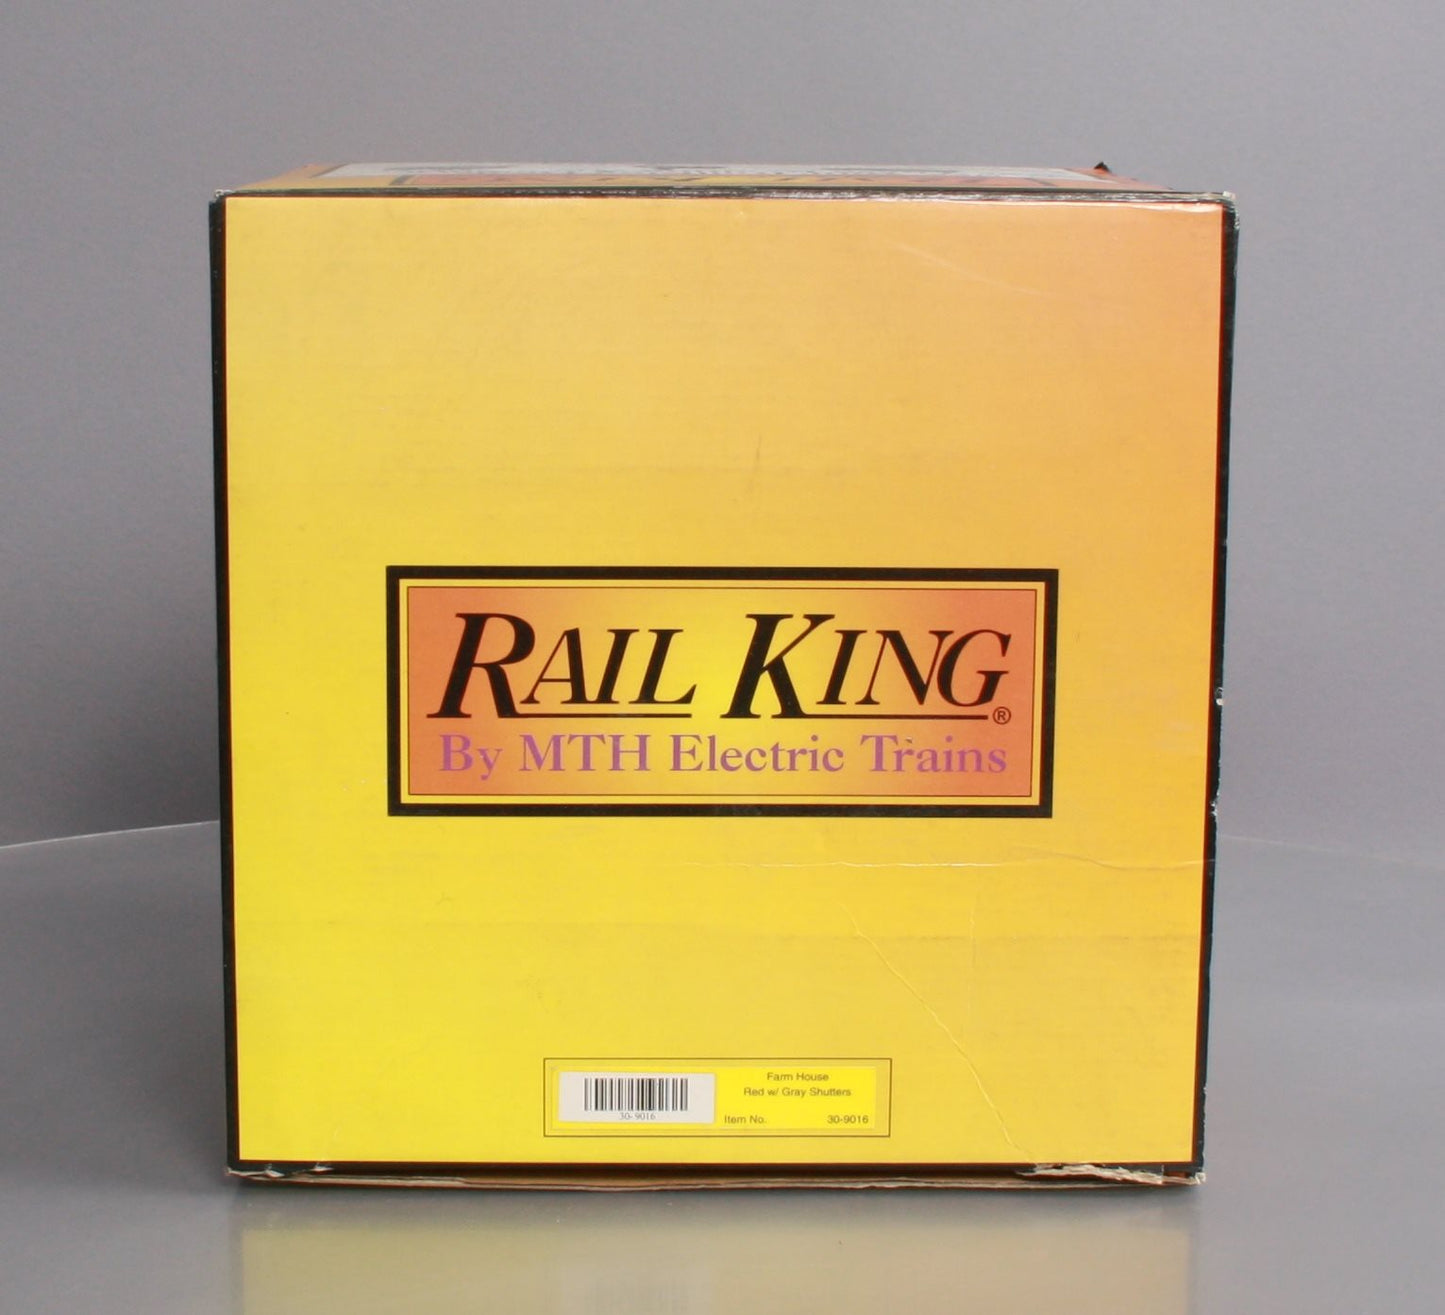 RAIL KING®
By MTH Electric Trains
Farm House
Red w/ Gray Shutters
30-9016
Item No. 30-9016